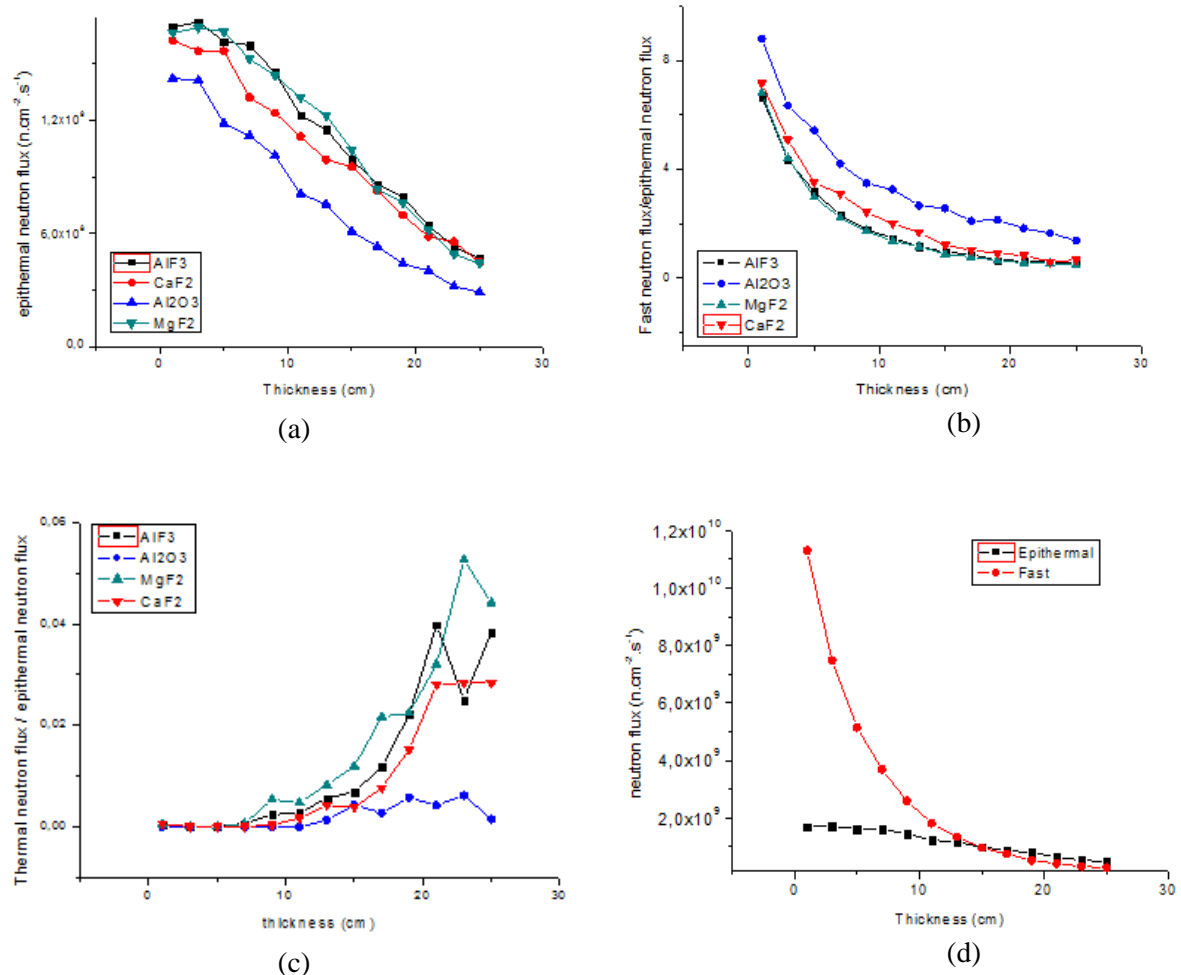 epithermal neutron flux (n.cm⁻².s⁻¹)
1,2x10⁹
6,0x10⁸
0,0
AlF3
CaF2
Al2O3
MgF2
0 10 20 30
Thickness (cm)
(a)
Fast neutron flux/epithermal neutron flux
8
4
0
AlF3
Al2O3
MgF2
CaF2
0 10 20 30
Thickness (cm)
(b)
Thermal neutron flux / epithermal neutron flux
0,06
0,04
0,02
0,00
AlF3
Al2O3
MgF2
CaF2
0 10 20 30
thickness (cm)
(c)
neutron flux (n.cm⁻².s⁻¹)
1,2x10¹⁰
1,0x10¹⁰
8,0x10⁹
6,0x10⁹
4,0x10⁹
2,0x10⁹
Epithermal
Fast
0 10 20 30
Thickness (cm)
(d)